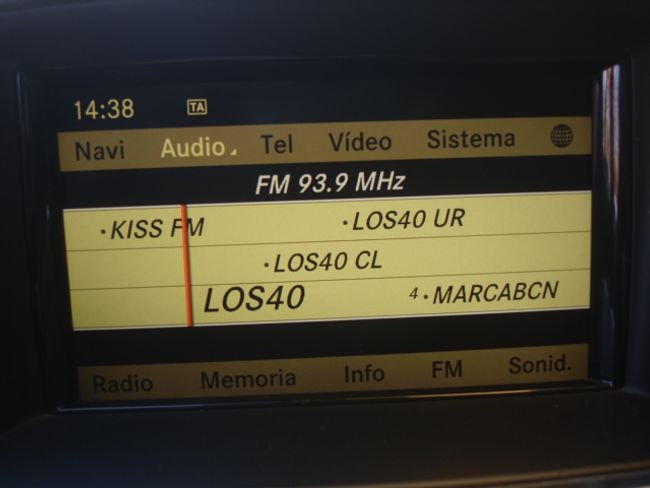 14:38 TA
Navi Audio Tel Vídeo Sistema
FM 93.9 MHz
·KISS FM ·LOS40 UR
·LOS40 CL
LOS40 4·MARCABCN
Radio Memoria Info FM Sonid.